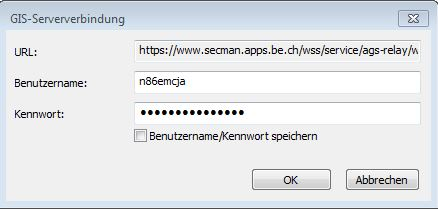 GIS-Serververbindung
URL: https://www.secman.apps.be.ch/wss/service/ags-relay/w
Benutzername: n86emcja
Kennwort: •••••••••••••••
Benutzername/Kennwort speichern
OK Abbrechen